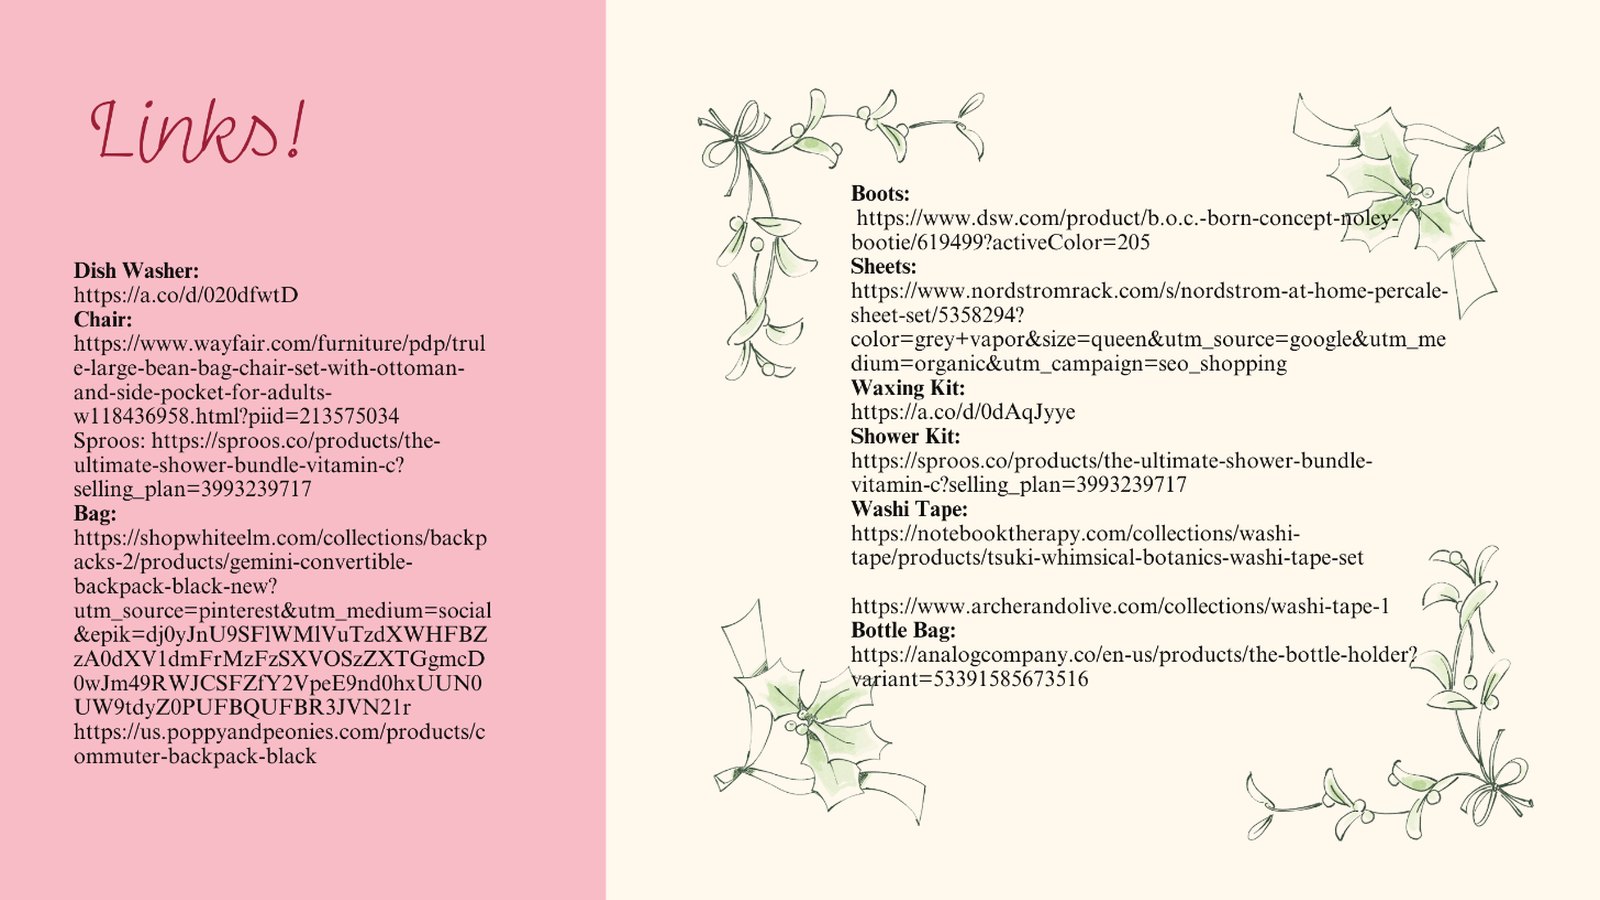 Links!
Dish Washer:
https://a.co/d/020dfwtD
Chair:
https://www.wayfair.com/furniture/pdp/trul
e-large-bean-bag-chair-set-with-ottoman-
and-side-pocket-for-adults-
w118436958.html?piid=213575034
Sproos: https://sproos.co/products/the-
ultimate-shower-bundle-vitamin-c?
selling_plan=3993239717
Bag:
https://shopwhiteelm.com/collections/backp
acks-2/products/gemini-convertible-
backpack-black-new?
utm_source=pinterest&utm_medium=social
&epik=dj0yJnU9SFlWMlVuTzdXWHFBZ
zA0dXV1dmFrMzFzSXVOSzZXTGgmcD
0wJm49RWJCSFZfY2VpeE9nd0hxUUN0
UW9tdyZ0PUFBQUFBR3JVN21r
https://us.poppyandpeonies.com/products/c
ommuter-backpack-black
Boots:
https://www.dsw.com/product/b.o.c.-born-concept-noley-
bootie/619499?activeColor=205
Sheets:
https://www.nordstromrack.com/s/nordstrom-at-home-percale-
sheet-set/5358294?
color=grey+vapor&size=queen&utm_source=google&utm_me
dium=organic&utm_campaign=seo_shopping
Waxing Kit:
https://a.co/d/0dAqJyye
Shower Kit:
https://sproos.co/products/the-ultimate-shower-bundle-
vitamin-c?selling_plan=3993239717
Washi Tape:
https://notebooktherapy.com/collections/washi-
tape/products/tsuki-whimsical-botanics-washi-tape-set
https://www.archerandolive.com/collections/washi-tape-1
Bottle Bag:
https://analogcompany.co/en-us/products/the-bottle-holder?
variant=53391585673516